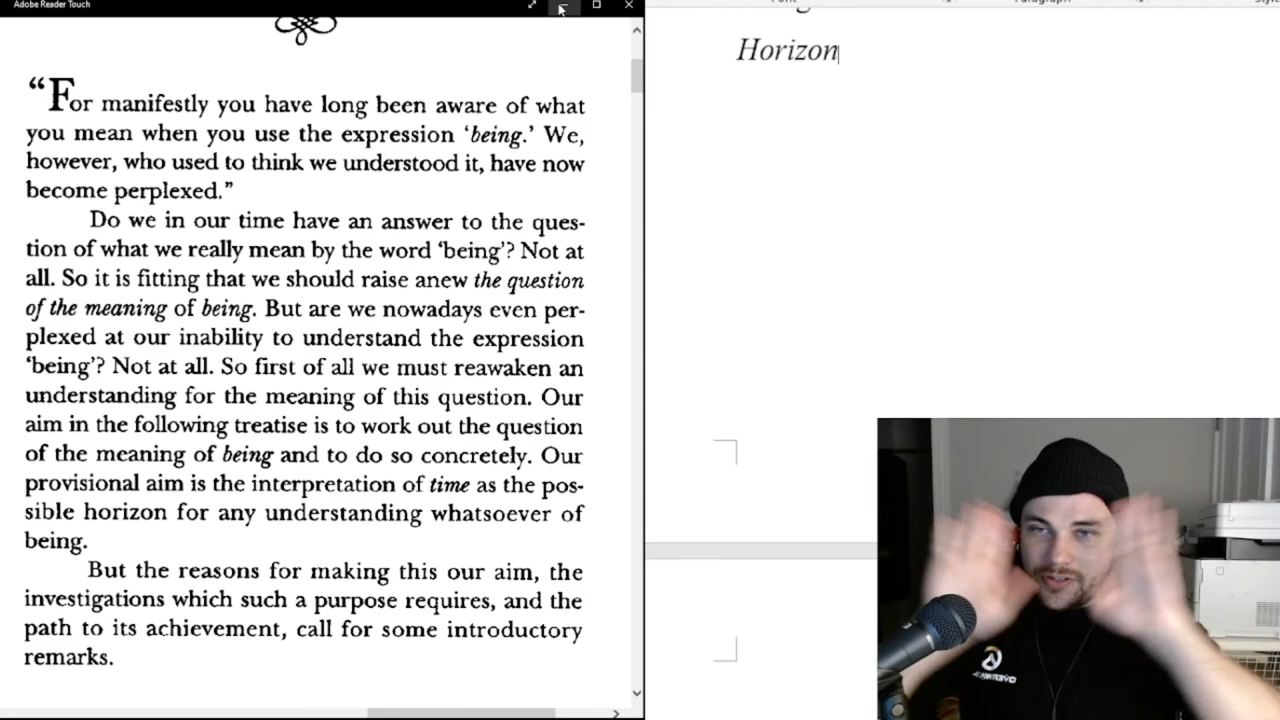 Adobe Reader Touch
Horizon
“For manifestly you have long been aware of what
you mean when you use the expression ‘being.’ We,
however, who used to think we understood it, have now
become perplexed.”
Do we in our time have an answer to the ques-
tion of what we really mean by the word ‘being’? Not at
all. So it is fitting that we should raise anew the question
of the meaning of being. But are we nowadays even per-
plexed at our inability to understand the expression
‘being’? Not at all. So first of all we must reawaken an
understanding for the meaning of this question. Our
aim in the following treatise is to work out the question
of the meaning of being and to do so concretely. Our
provisional aim is the interpretation of time as the pos-
sible horizon for any understanding whatsoever of
being.
But the reasons for making this our aim, the
investigations which such a purpose requires, and the
path to its achievement, call for some introductory
remarks.